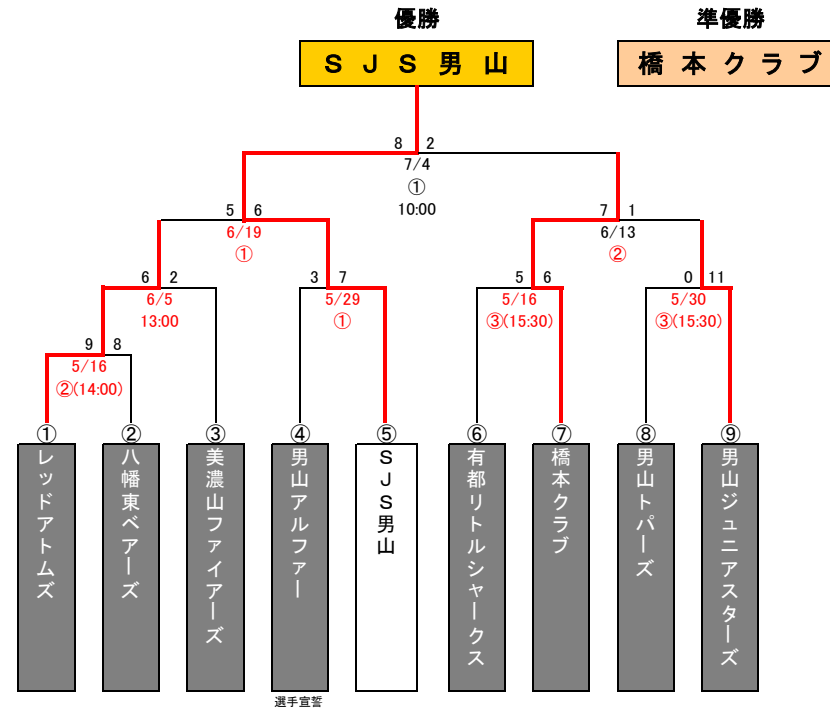 優勝
準優勝
ＳＪＳ男山
橋本クラブ
8 2
7/4
①
10:00
5 6
6/19
①
7 1
6/13
②
6 2
6/5
13:00
3 7
5/29
①
5 6
5/16
③(15:30)
0 11
5/30
③(15:30)
9 8
5/16
②(14:00)
①
レッドアトムズ
②
八幡東ベアーズ
③
美濃山ファイアーズ
④
男山アルファー
⑤
ＳＪＳ男山
⑥
有都リトルシャークス
⑦
橋本クラブ
⑧
男山トパーズ
⑨
男山ジュニアスターズ
選手宣誓